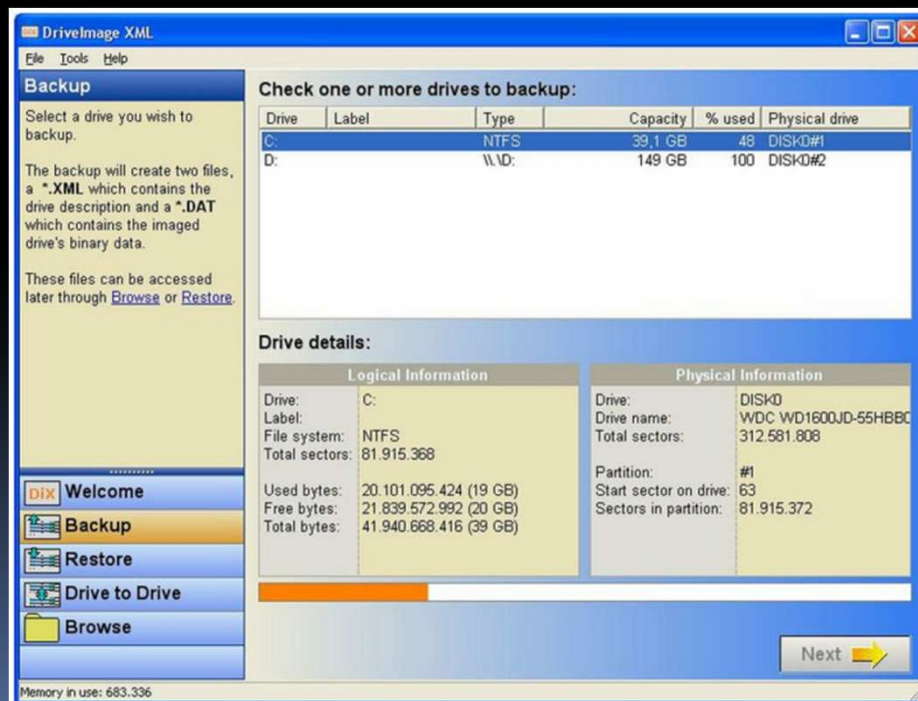 DriveImage XML
File Tools Help
Backup
Select a drive you wish to
backup.
The backup will create two files,
a *.XML which contains the
drive description and a *.DAT
which contains the imaged
drive's binary data.
These files can be accessed
later through Browse or Restore.
DiX Welcome
Backup
Restore
Drive to Drive
Browse
Check one or more drives to backup:
Drive Label Type Capacity % used Physical drive
C: NTFS 39,1 GB 48 DISK0#1
D: \\.\D: 149 GB 100 DISK0#2
Drive details:
Logical Information
Drive: C:
Label:
File system: NTFS
Total sectors: 81.915.368
Used bytes: 20.101.095.424 (19 GB)
Free bytes: 21.839.572.992 (20 GB)
Total bytes: 41.940.668.416 (39 GB)
Physical Information
Drive: DISK0
Drive name: WDC WD1600JD-55HBB
Total sectors: 312.581.808
Partition: #1
Start sector on drive: 63
Sectors in partition: 81.915.372
Next
Memory in use: 683.336